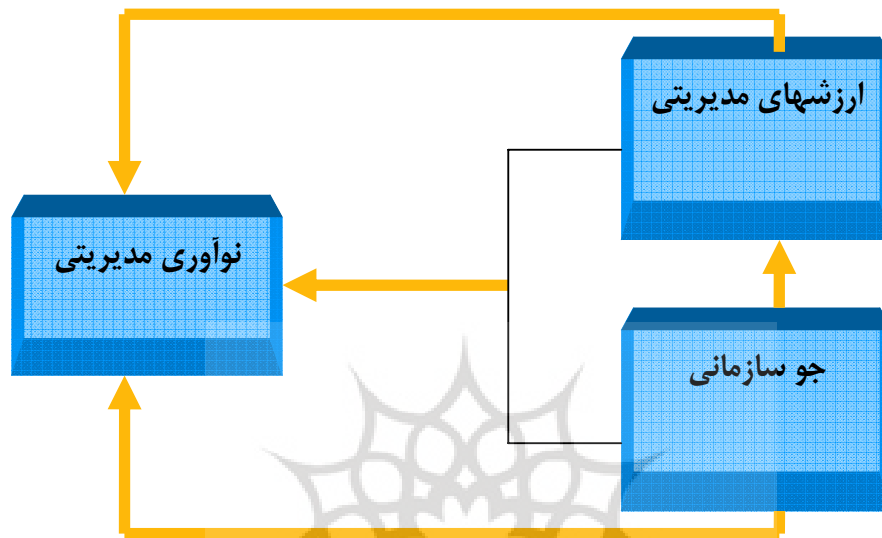 ارزشهای مدیریتی
نوآوری مدیریتی
جو سازمانی